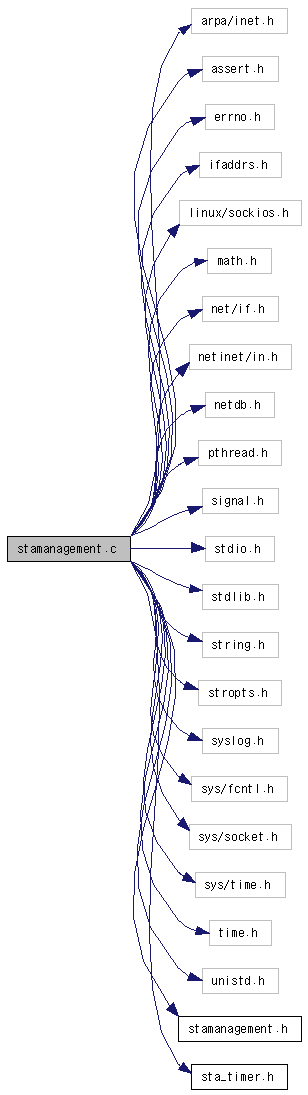 arpa/inet.h
assert.h
errno.h
ifaddrs.h
linux/sockios.h
math.h
net/if.h
netinet/in.h
netdb.h
pthread.h
signal.h
stamanagement.c
stdio.h
stdlib.h
string.h
stropts.h
syslog.h
sys/fcntl.h
sys/socket.h
sys/time.h
time.h
unistd.h
stamanagement.h
sta_timer.h